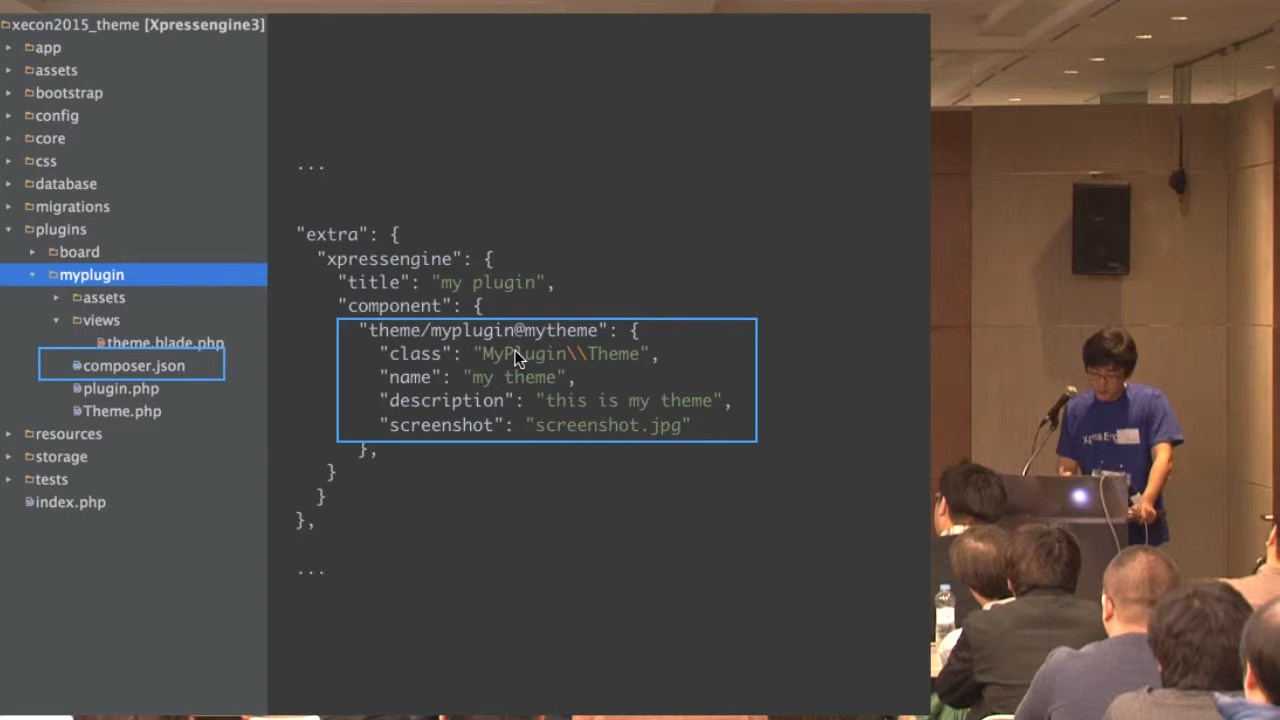 xecon2015_theme [Xpressengine3]
app
assets
bootstrap
config
core
css
database
migrations
plugins
board
myplugin
assets
views
theme.blade.php
composer.json
plugin.php
Theme.php
resources
storage
tests
index.php
...
"extra": {
"xpressengine": {
"title": "my plugin",
"component": {
"theme/myplugin@mytheme": {
"class": "MyPlugin\\Theme",
"name": "my theme",
"description": "this is my theme",
"screenshot": "screenshot.jpg"
},
}
}
},
...